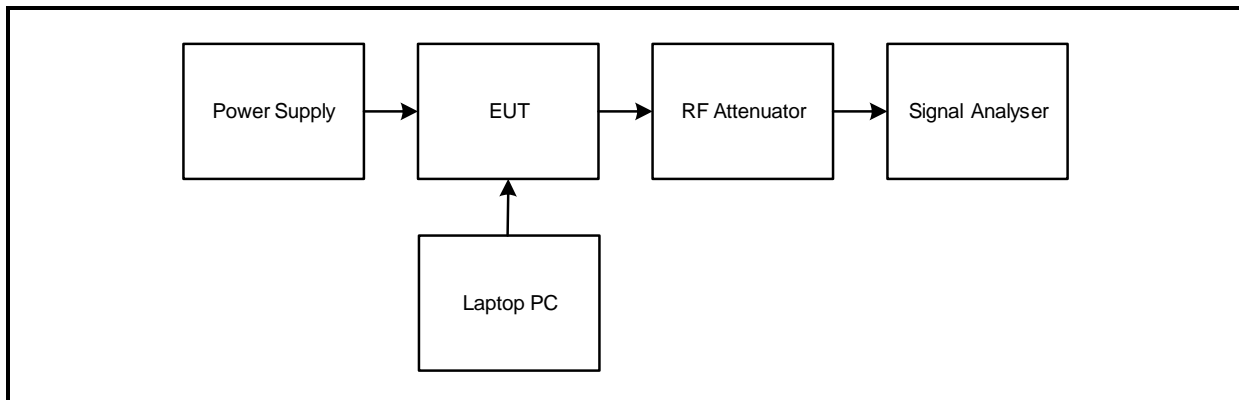 Power Supply
EUT
RF Attenuator
Signal Analyser
Laptop PC